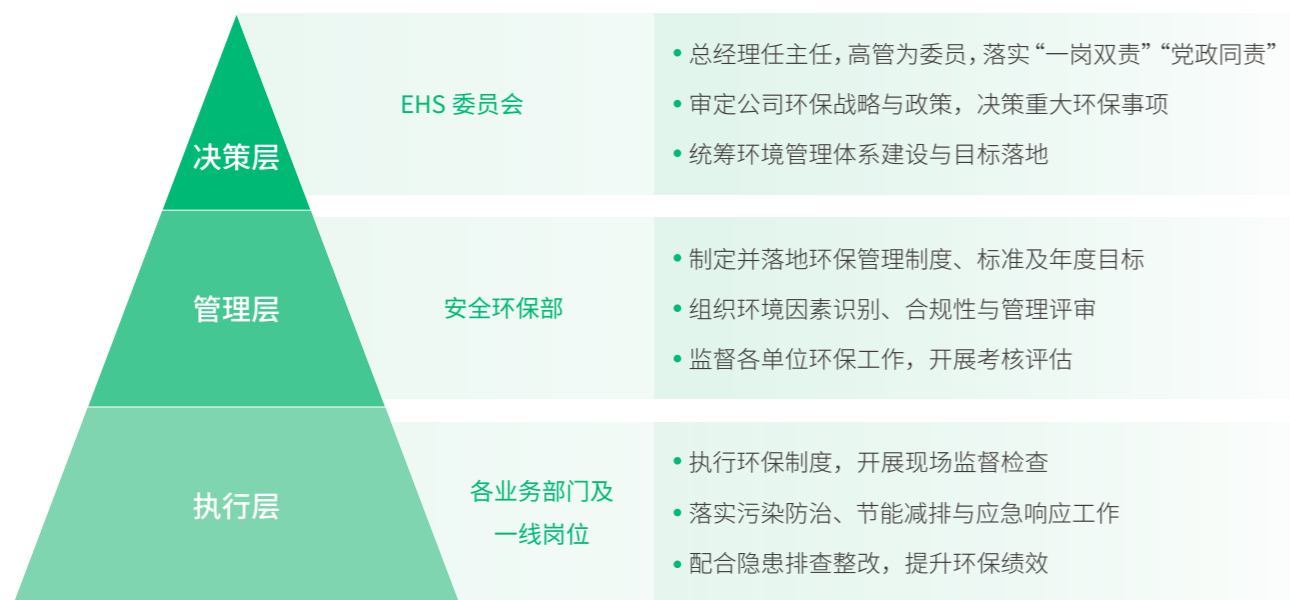 决策层
EHS 委员会
• 总经理任主任，高管为委员，落实“一岗双责”“党政同责”
• 审定公司环保战略与政策，决策重大环保事项
• 统筹环境管理体系建设与目标落地
管理层
安全环保部
• 制定并落地环保管理制度、标准及年度目标
• 组织环境因素识别、合规性与管理评审
• 监督各单位环保工作，开展考核评估
执行层
各业务部门及
一线岗位
• 执行环保制度，开展现场监督检查
• 落实污染防治、节能减排与应急响应工作
• 配合隐患排查整改，提升环保绩效